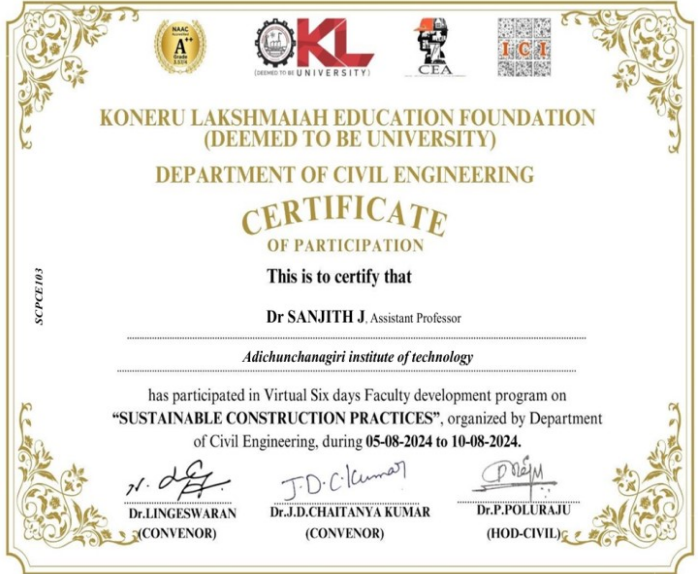 NAAC
Accredited
A++
Grade
KL
(DEEMED TO BE UNIVERSITY)
CEA
ICI
KONERU LAKSHMAIAH EDUCATION FOUNDATION
(DEEMED TO BE UNIVERSITY)
DEPARTMENT OF CIVIL ENGINEERING
CERTIFICATE
OF PARTICIPATION
This is to certify that
SCPCE103
Dr SANJITH J, Assistant Professor
Adichunchanagiri institute of technology
has participated in Virtual Six days Faculty development program on
“SUSTAINABLE CONSTRUCTION PRACTICES”, organized by Department
of Civil Engineering, during 05-08-2024 to 10-08-2024.
J.D.C.Kumar
Dr.LINGESWARAN Dr.J.D.CHAITANYA KUMAR Dr.P.POLURAJU
(CONVENOR) (CONVENOR) (HOD-CIVIL)